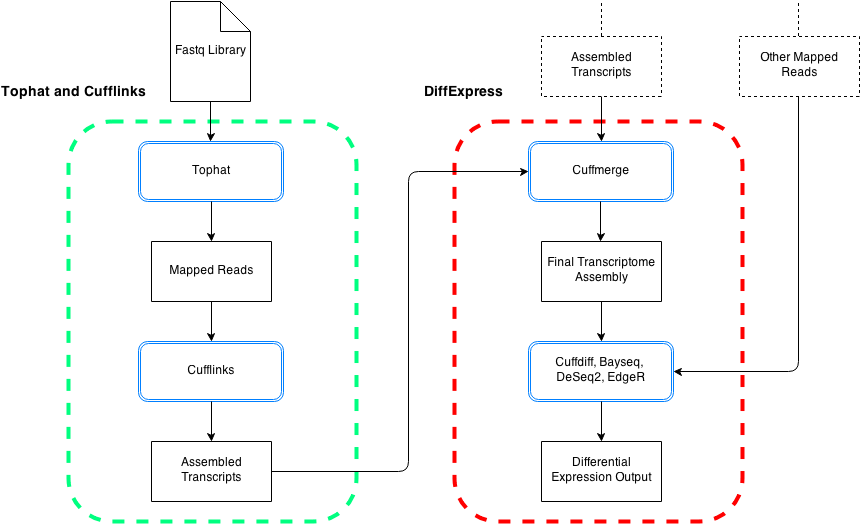 Fastq Library
Tophat and Cufflinks
Tophat
Mapped Reads
Cufflinks
Assembled
Transcripts
DiffExpress
Assembled
Transcripts
Other Mapped
Reads
Cuffmerge
Final Transcriptome
Assembly
Cuffdiff, Bayseq,
DeSeq2, EdgeR
Differential
Expression Output